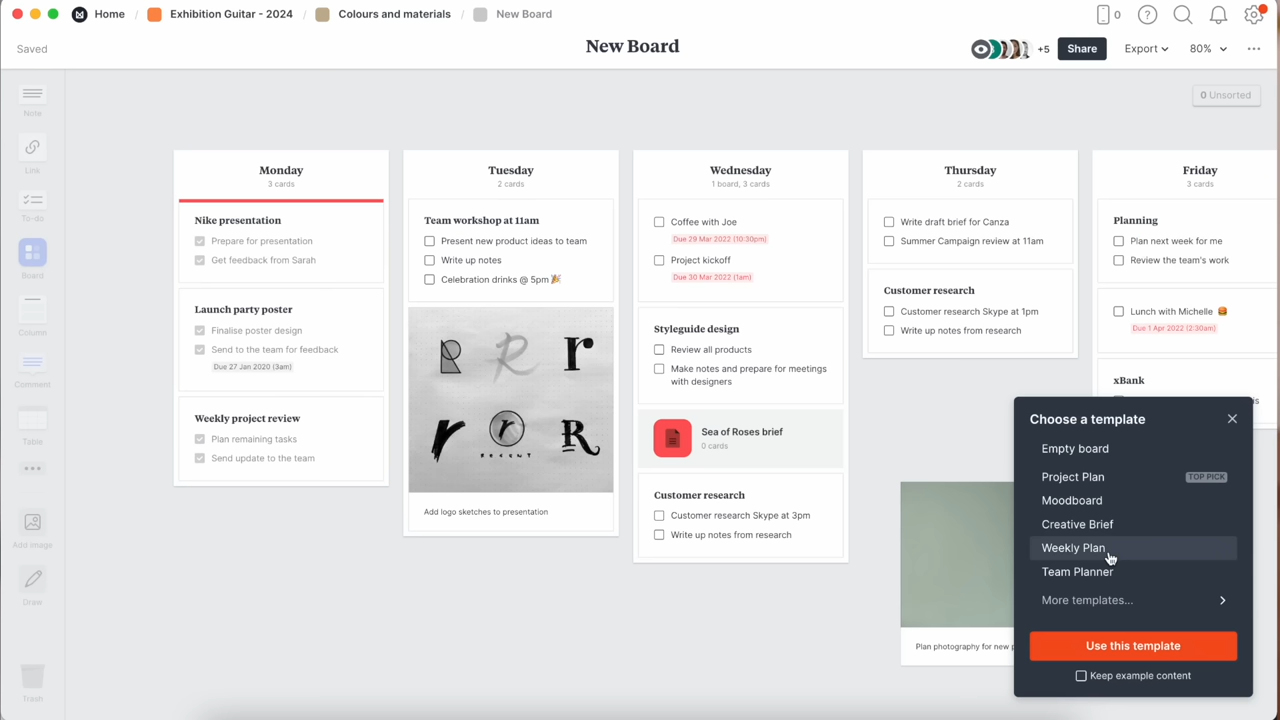 Home
Exhibition Guitar - 2024
Colours and materials
New Board
0
Saved
New Board
+5
Share
Export
80%
0 Unsorted
Note
Link
To-do
Board
Column
Comment
Table
Add image
Draw
Trash
Monday
3 cards
Nike presentation
Prepare for presentation
Get feedback from Sarah
Launch party poster
Finalise poster design
Send to the team for feedback
Due 27 Jan 2020 (3am)
Weekly project review
Plan remaining tasks
Send update to the team
Tuesday
2 cards
Team workshop at 11am
Present new product ideas to team
Write up notes
Celebration drinks @ 5pm 🎉
R R r
r r R
Add logo sketches to presentation
Wednesday
1 board, 3 cards
Coffee with Joe
Due 29 Mar 2022 (10:30pm)
Project kickoff
Due 30 Mar 2022 (1am)
Styleguide design
Review all products
Make notes and prepare for meetings
with designers
Sea of Roses brief
0 cards
Customer research
Customer research Skype at 3pm
Write up notes from research
Thursday
2 cards
Write draft brief for Canza
Summer Campaign review at 11am
Customer research
Customer research Skype at 1pm
Write up notes from research
Plan photography for new
Friday
3 cards
Planning
Plan next week for me
Review the team's work
Lunch with Michelle 🍔
Due 1 Apr 2022 (2:30am)
xBank
Choose a template
Empty board
Project Plan TOP PICK
Moodboard
Creative Brief
Weekly Plan
Team Planner
More templates...
Use this template
Keep example content